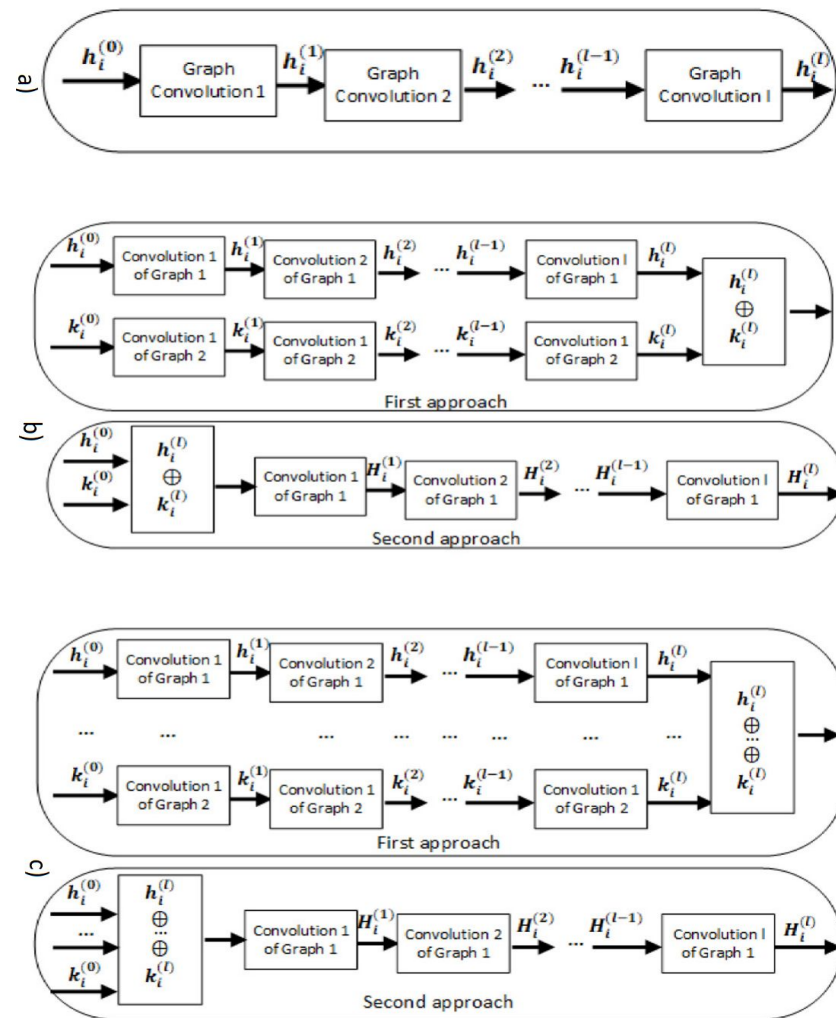 a)
h_i^(0) h_i^(1) h_i^(2) ... h_i^(l-1) h_i^(l)
Graph Convolution 1
Graph Convolution 2
Graph Convolution l
b)
h_i^(0) h_i^(1) h_i^(2) ... h_i^(l-1) h_i^(l)
Convolution 1 of Graph 1
Convolution 2 of Graph 1
Convolution l of Graph 1
h_i^(l)
⊕
k_i^(l)
k_i^(0) k_i^(1) k_i^(2) ... k_i^(l-1) k_i^(l)
Convolution 1 of Graph 2
Convolution 1 of Graph 2
Convolution 1 of Graph 2
First approach
h_i^(0)
k_i^(0)
h_i^(l)
⊕
k_i^(l)
H_i^(1) H_i^(2) ... H_i^(l-1) H_i^(l)
Convolution 1 of Graph 1
Convolution 2 of Graph 1
Convolution l of Graph 1
Second approach
c)
h_i^(0) h_i^(1) h_i^(2) ... h_i^(l-1) h_i^(l)
Convolution 1 of Graph 1
Convolution 2 of Graph 1
Convolution l of Graph 1
... ... ... ... ... ... ... ...
h_i^(l)
⊕
...
⊕
k_i^(l)
k_i^(0) k_i^(1) k_i^(2) ... k_i^(l-1) k_i^(l)
Convolution 1 of Graph 2
Convolution 1 of Graph 2
Convolution 1 of Graph 2
First approach
h_i^(0)
...
k_i^(0)
h_i^(l)
⊕
...
⊕
k_i^(l)
H_i^(1) H_i^(2) ... H_i^(l-1) H_i^(l)
Convolution 1 of Graph 1
Convolution 2 of Graph 1
Convolution l of Graph 1
Second approach